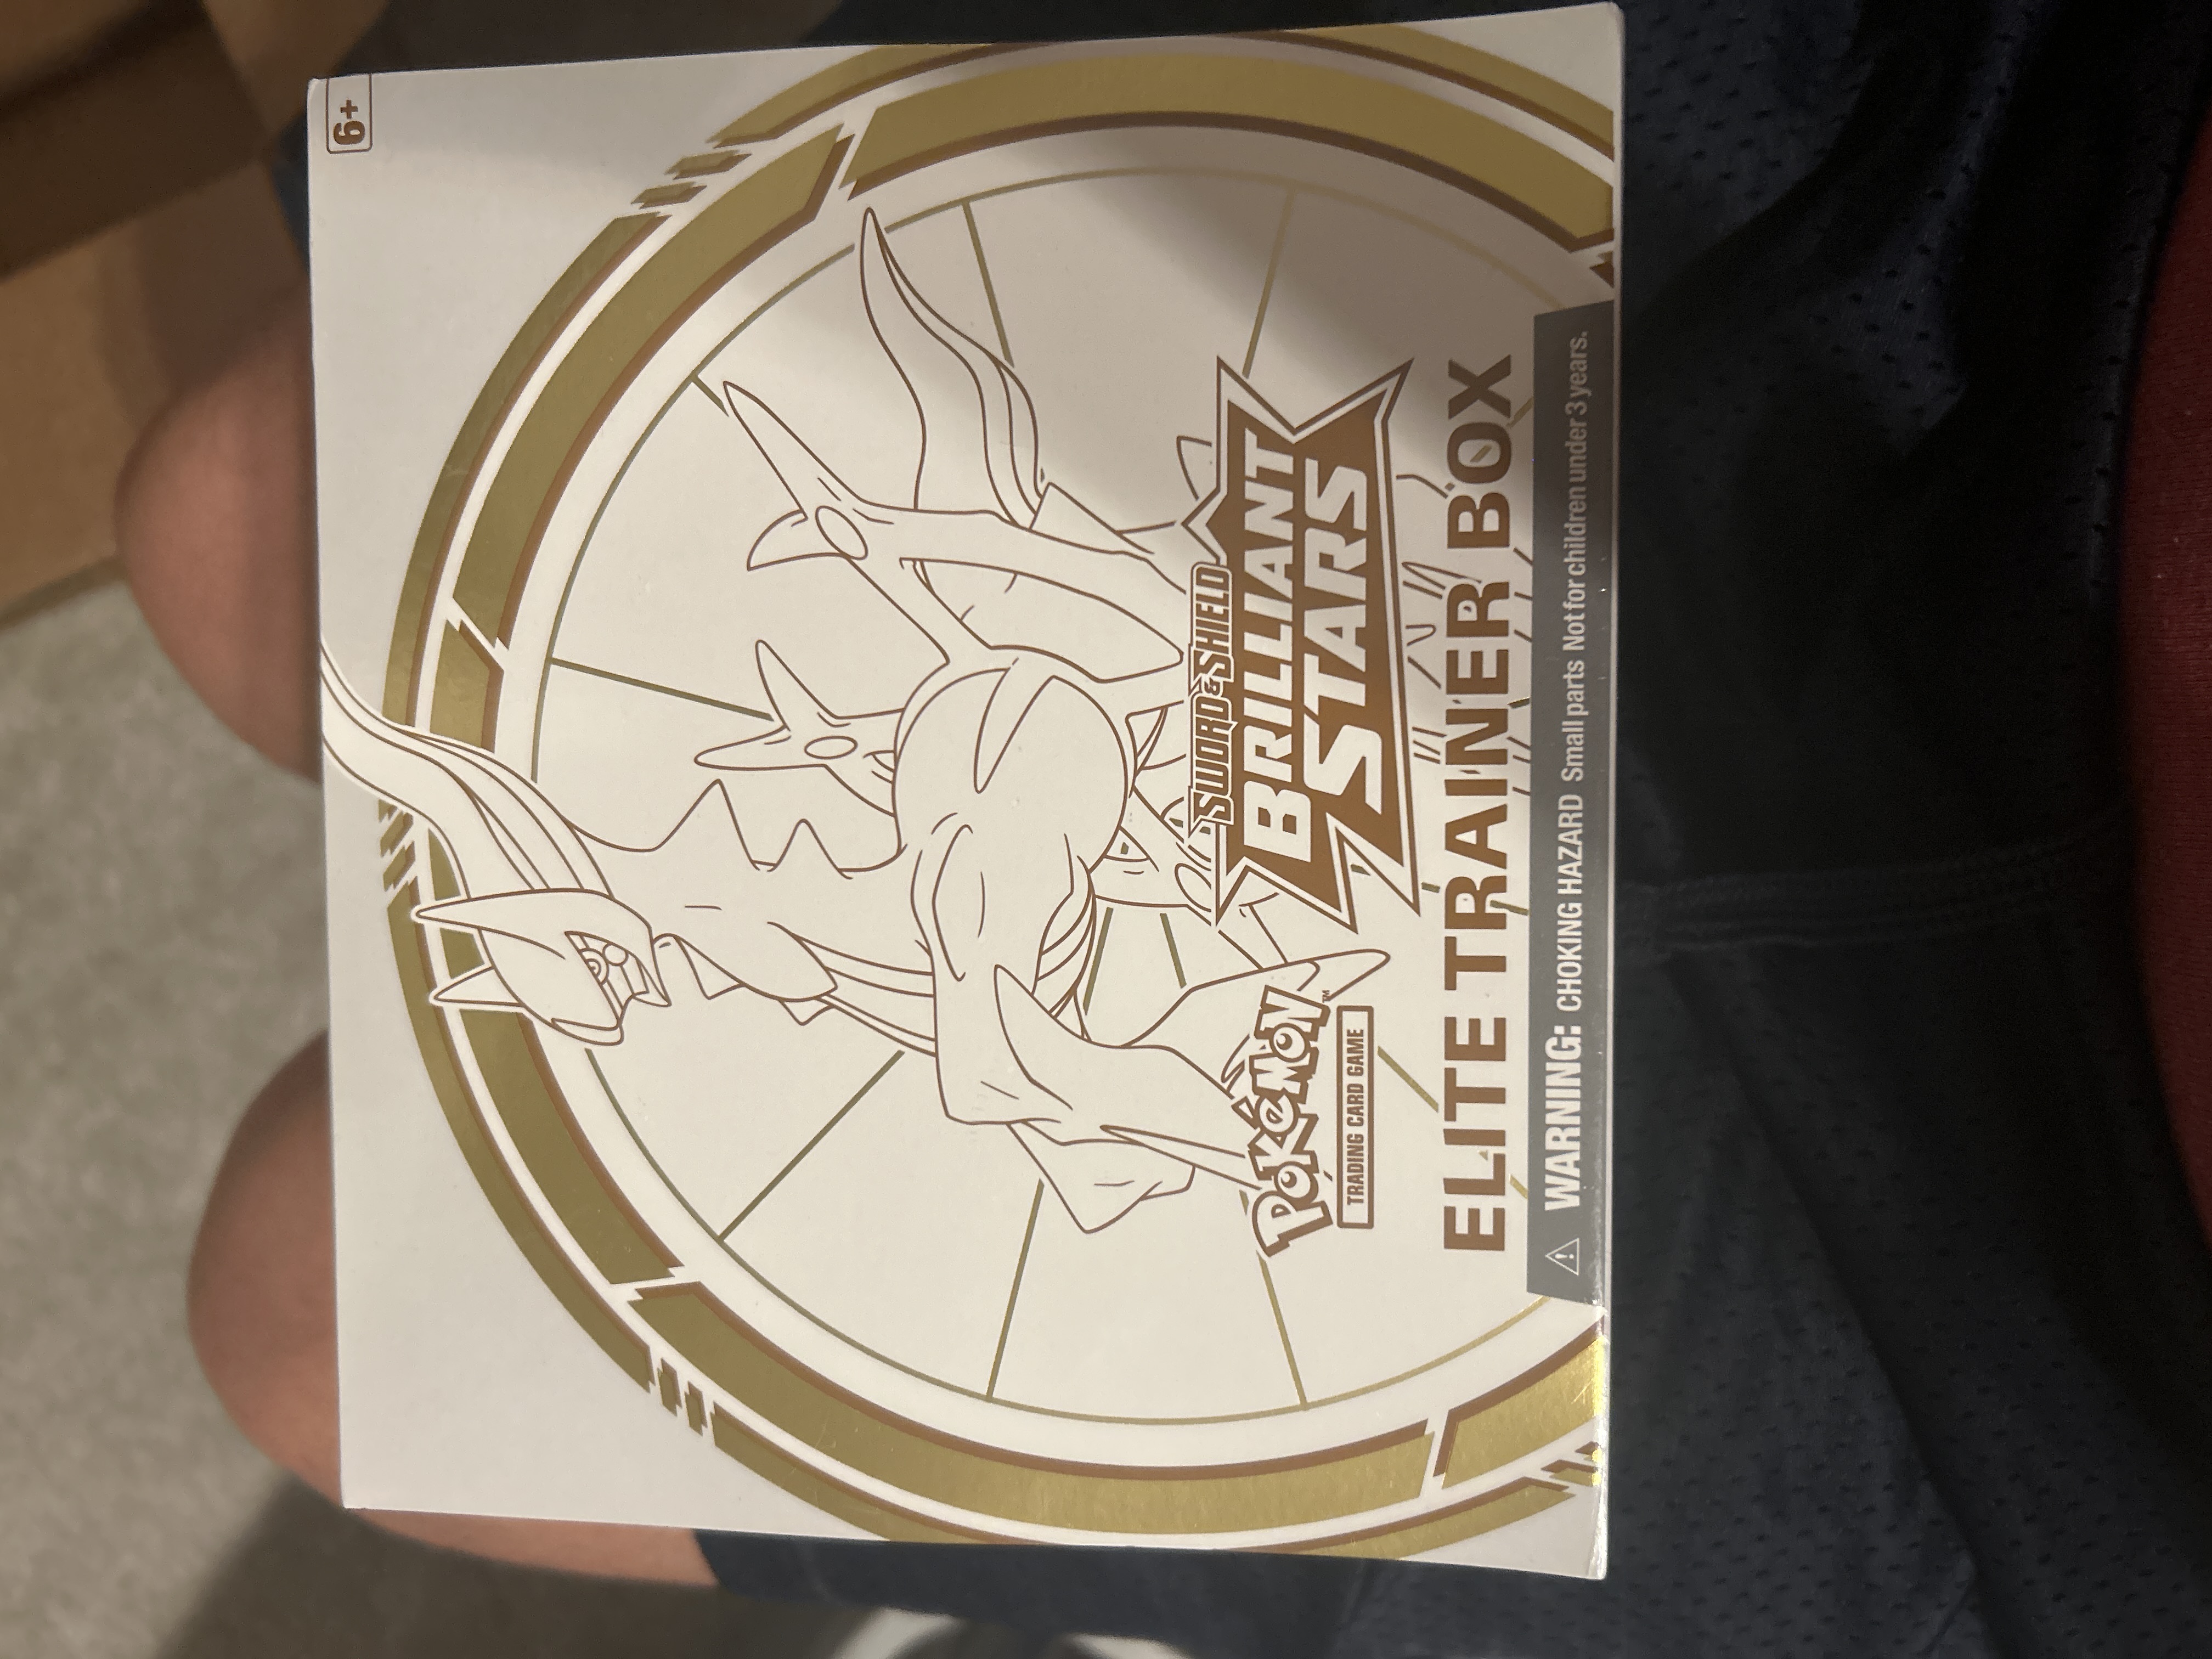 6+
SWORD & SHIELD
BRILLIANT
STARS
Pokémon™
TRADING CARD GAME
ELITE TRAINER BOX
⚠ WARNING: CHOKING HAZARD Small parts Not for children under 3 years.